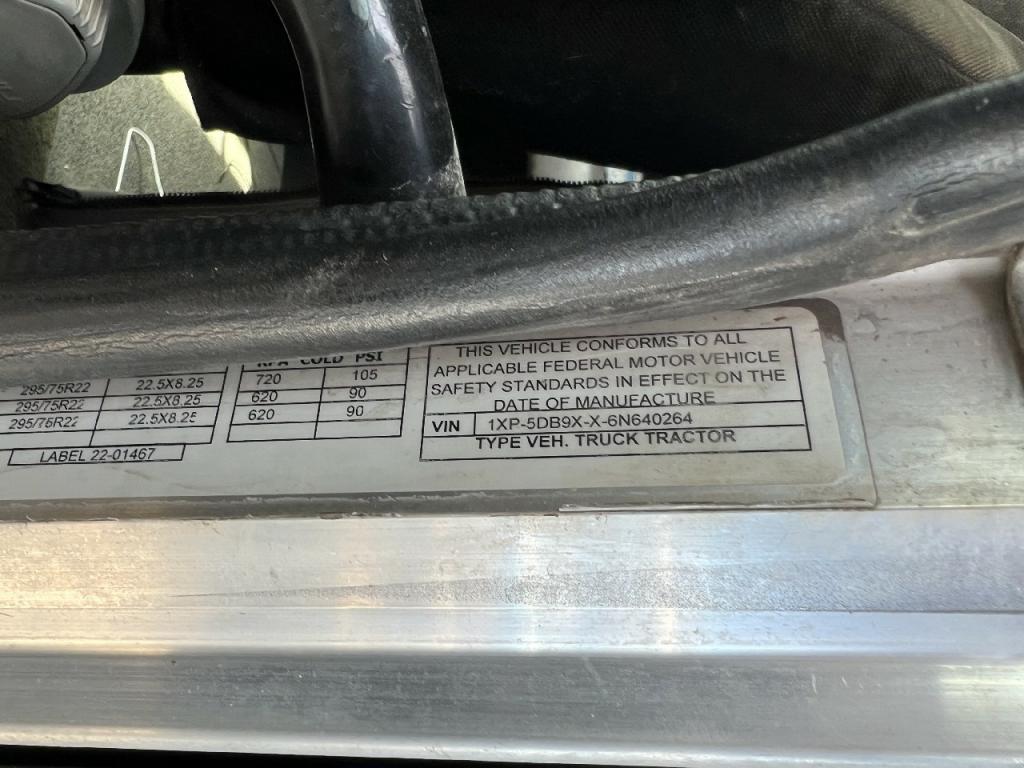 KPA COLD PSI
295/75R22 22.5X8.25 720 105
295/75R22 22.5X8.25 620 90
295/75R22 22.5X8.25 620 90
LABEL 22-01467
THIS VEHICLE CONFORMS TO ALL
APPLICABLE FEDERAL MOTOR VEHICLE
SAFETY STANDARDS IN EFFECT ON THE
DATE OF MANUFACTURE
VIN 1XP-5DB9X-X-6N640264
TYPE VEH. TRUCK TRACTOR